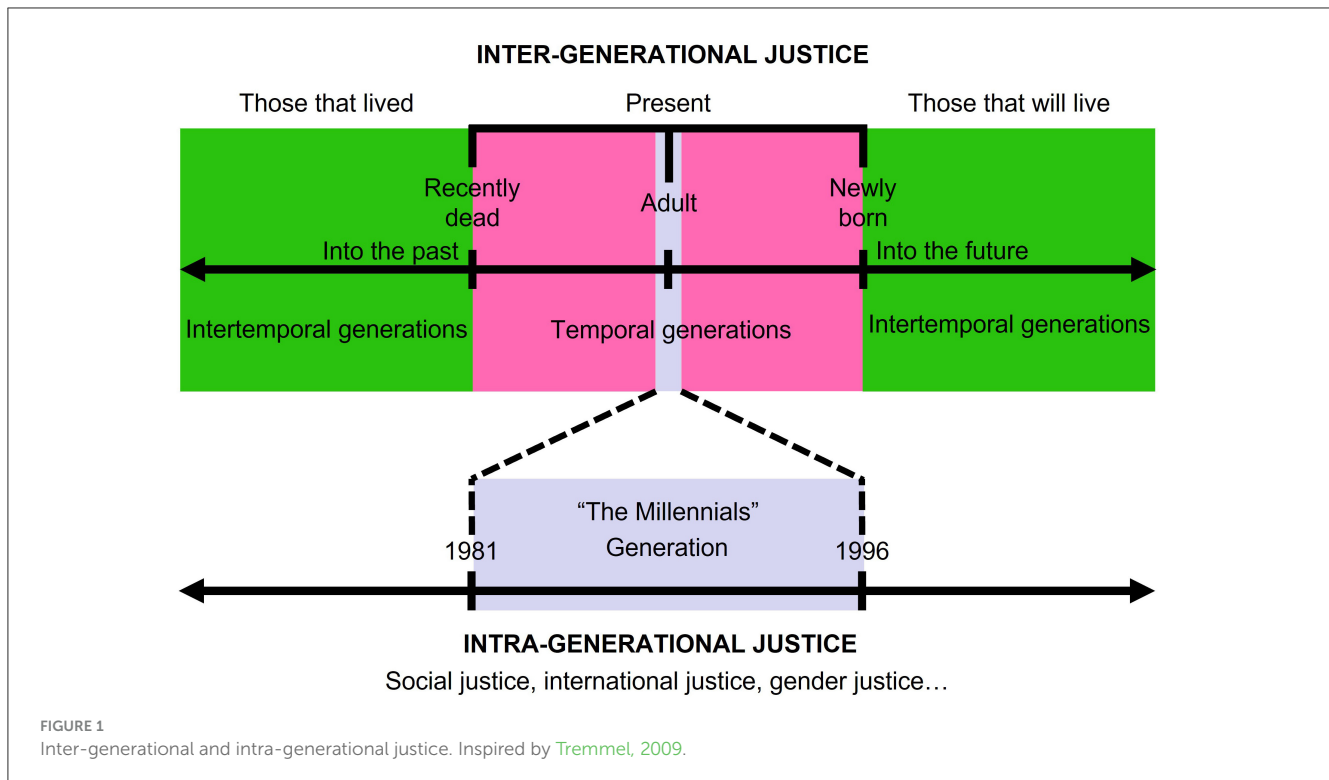 INTER-GENERATIONAL JUSTICE
Those that lived
Present
Those that will live
Recently
dead
Adult
Newly
born
Into the past
Into the future
Intertemporal generations
Temporal generations
Intertemporal generations
“The Millennials”
Generation
1981
1996
INTRA-GENERATIONAL JUSTICE
Social justice, international justice, gender justice…
FIGURE 1
Inter-generational and intra-generational justice. Inspired by Tremmel, 2009.